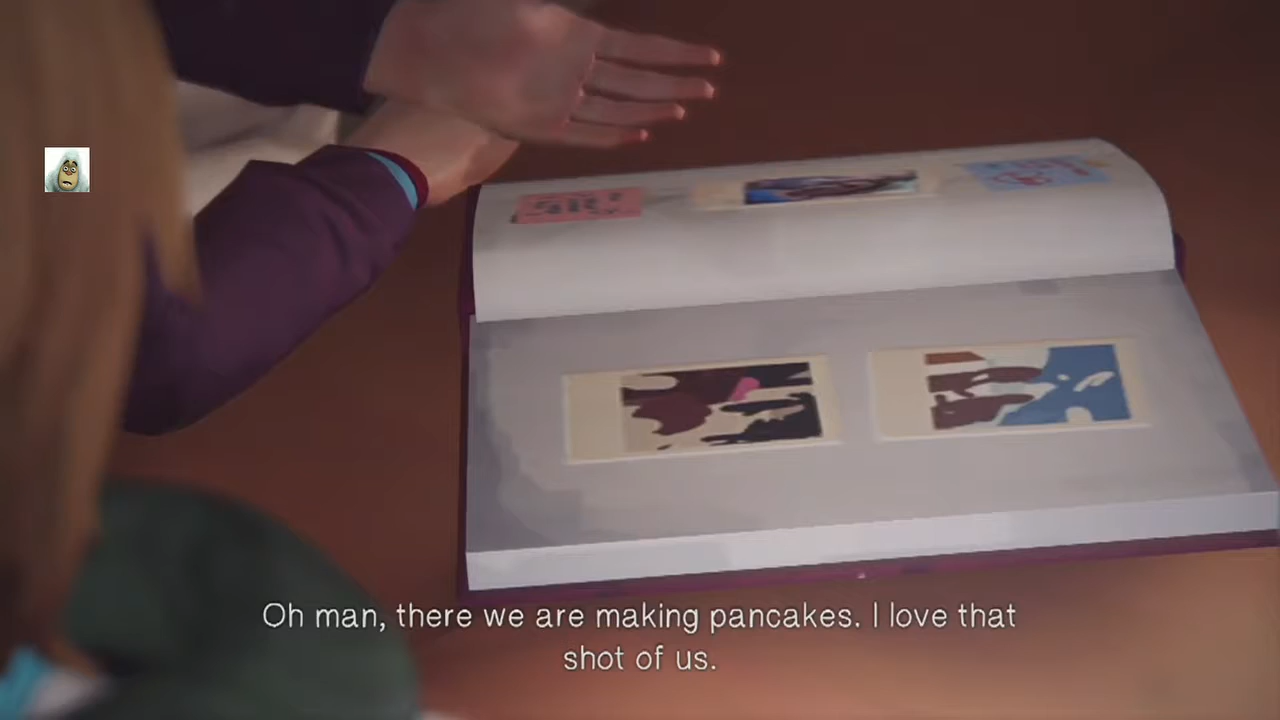 Oh man, there we are making pancakes. I love that
shot of us.